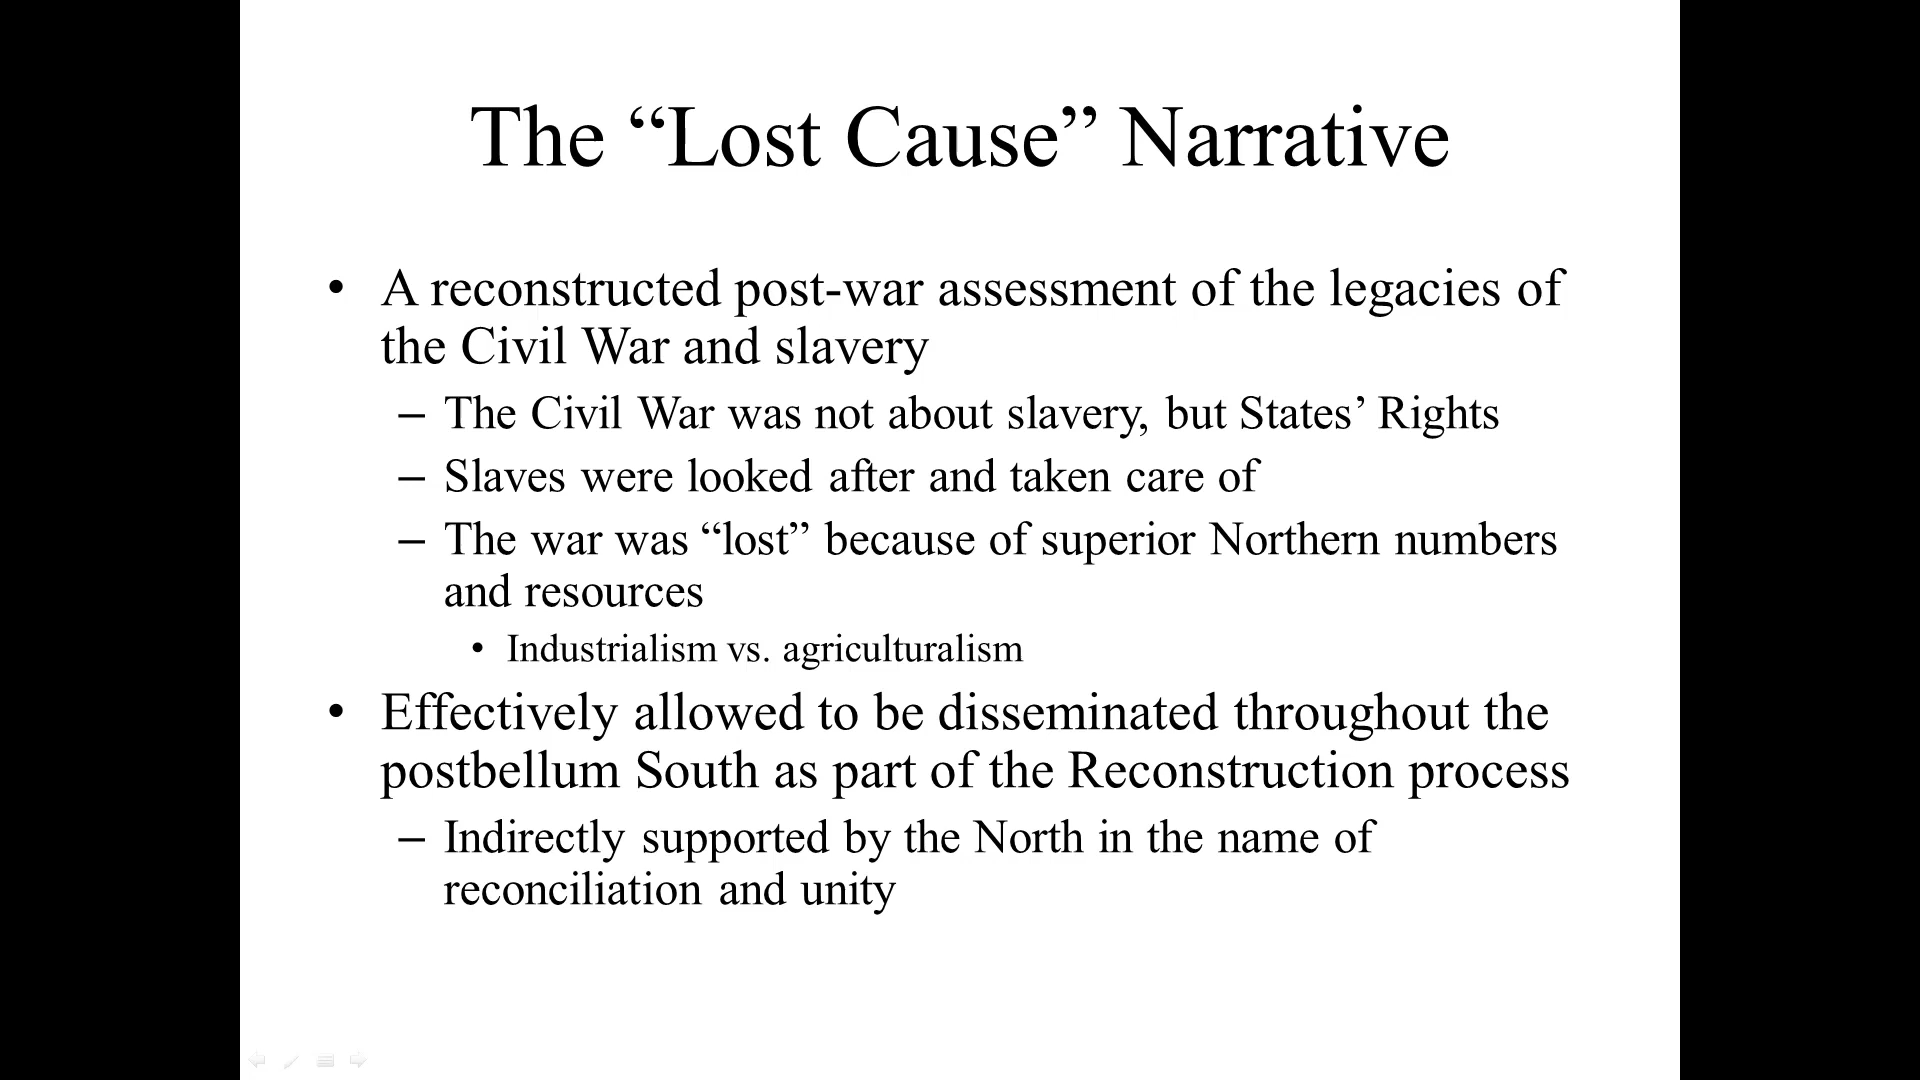 The “Lost Cause” Narrative
• A reconstructed post-war assessment of the legacies of
the Civil War and slavery
– The Civil War was not about slavery, but States’ Rights
– Slaves were looked after and taken care of
– The war was “lost” because of superior Northern numbers
and resources
• Industrialism vs. agriculturalism
• Effectively allowed to be disseminated throughout the
postbellum South as part of the Reconstruction process
– Indirectly supported by the North in the name of
reconciliation and unity